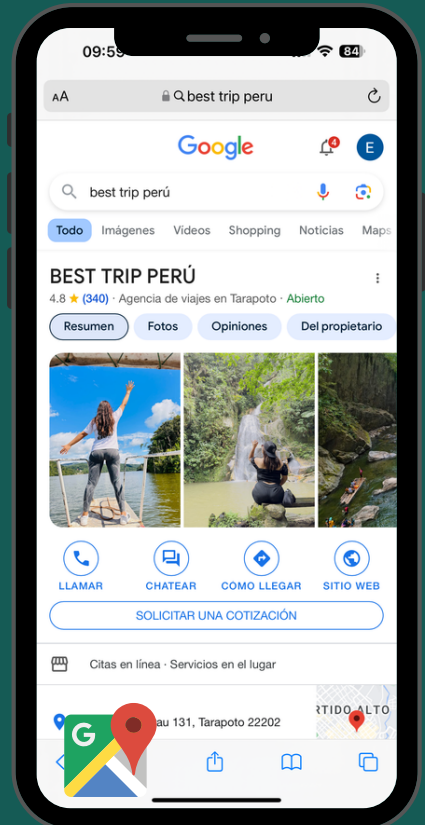 09:59
84
AA
best trip peru
Google
4
E
best trip perú
Todo Imágenes Vídeos Shopping Noticias Maps
BEST TRIP PERÚ
4.8 ★ (340) · Agencia de viajes en Tarapoto · Abierto
Resumen Fotos Opiniones Del propietario
LLAMAR CHATEAR COMO LLEGAR SITIO WEB
SOLICITAR UNA COTIZACIÓN
Citas en línea · Servicios en el lugar
RTIDO ALTO
au 131, Tarapoto 22202
G